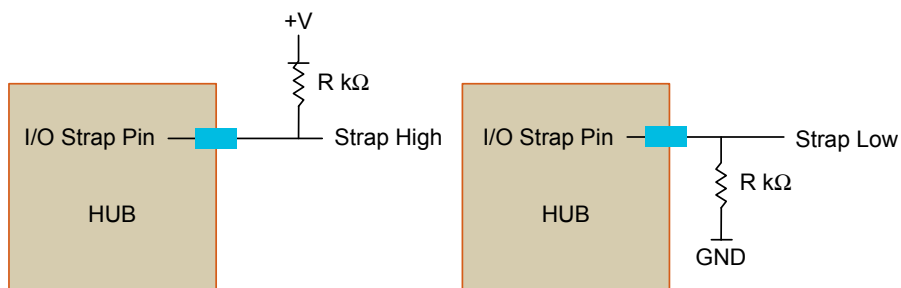 +V
R kΩ
I/O Strap Pin
Strap High
HUB
I/O Strap Pin
Strap Low
R kΩ
HUB
GND